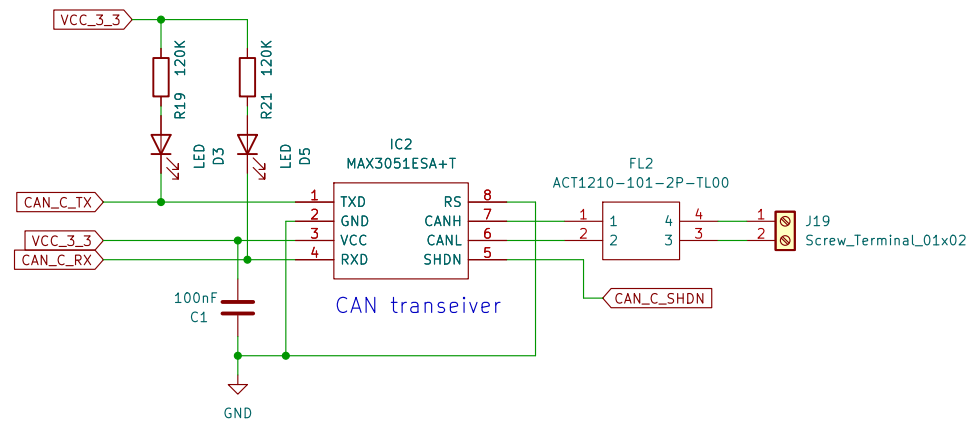 VCC_3_3
120K
R19
120K
R21
LED
D3
LED
D5
IC2
MAX3051ESA+T
FL2
ACT1210-101-2P-TL00
CAN_C_TX
1 TXD RS 8
2 GND CANH 7 1 1 4 4 1 J19
VCC_3_3 3 VCC CANL 6 2 2 3 3 2 Screw_Terminal_01x02
CAN_C_RX 4 RXD SHDN 5
100nF
C1
CAN transeiver
CAN_C_SHDN
GND